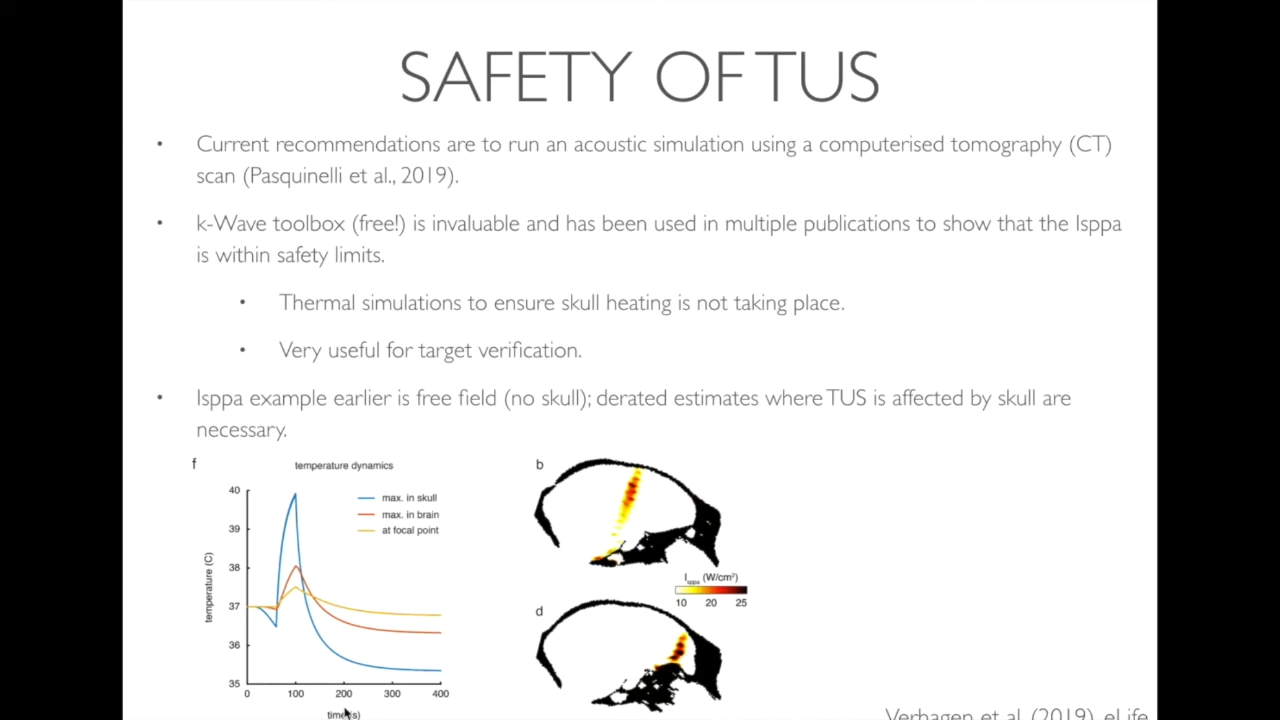 SAFETY OF TUS
• Current recommendations are to run an acoustic simulation using a computerised tomography (CT)
scan (Pasquinelli et al., 2019).
• k-Wave toolbox (free!) is invaluable and has been used in multiple publications to show that the Isppa
is within safety limits.
• Thermal simulations to ensure skull heating is not taking place.
• Very useful for target verification.
• Isppa example earlier is free field (no skull); derated estimates where TUS is affected by skull are
necessary.
f
temperature dynamics
40
39
38
37
36
35
temperature (C)
max. in skull
max. in brain
at focal point
0 100 200 300 400
time (s)
b
Isppa (W/cm²)
10 20 25
d
Verhagen et al. (2019), eLife